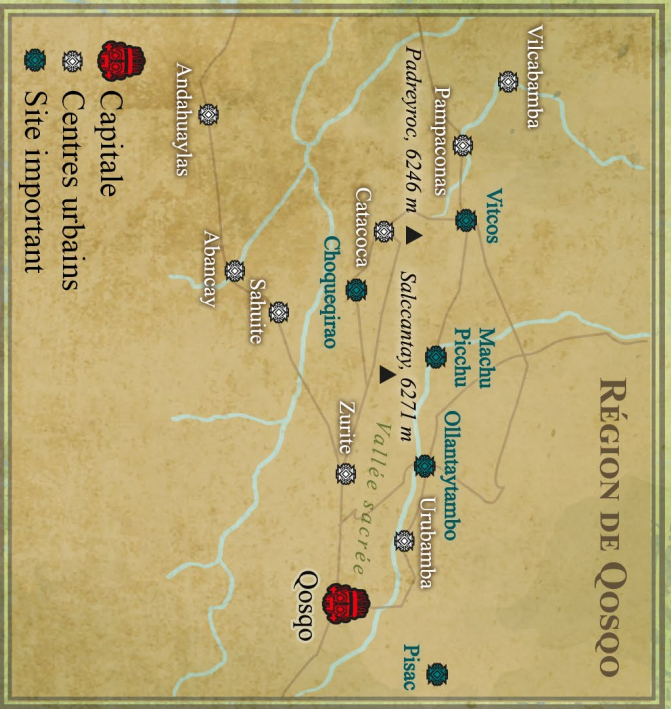 RÉGION DE QOSQO
Vilcabamba
Pampaconas
Vitcos
Padreyroc, 6246 m
Machu
Picchu
Ollantaytambo
Urubamba
Pisac
Salccantay, 6271 m
Catacoca
Choqueqirao
Vallée sacrée
Zurite
Qosqo
Andahuaylas
Abancay
Sahuite
Capitale
Centres urbains
Site important